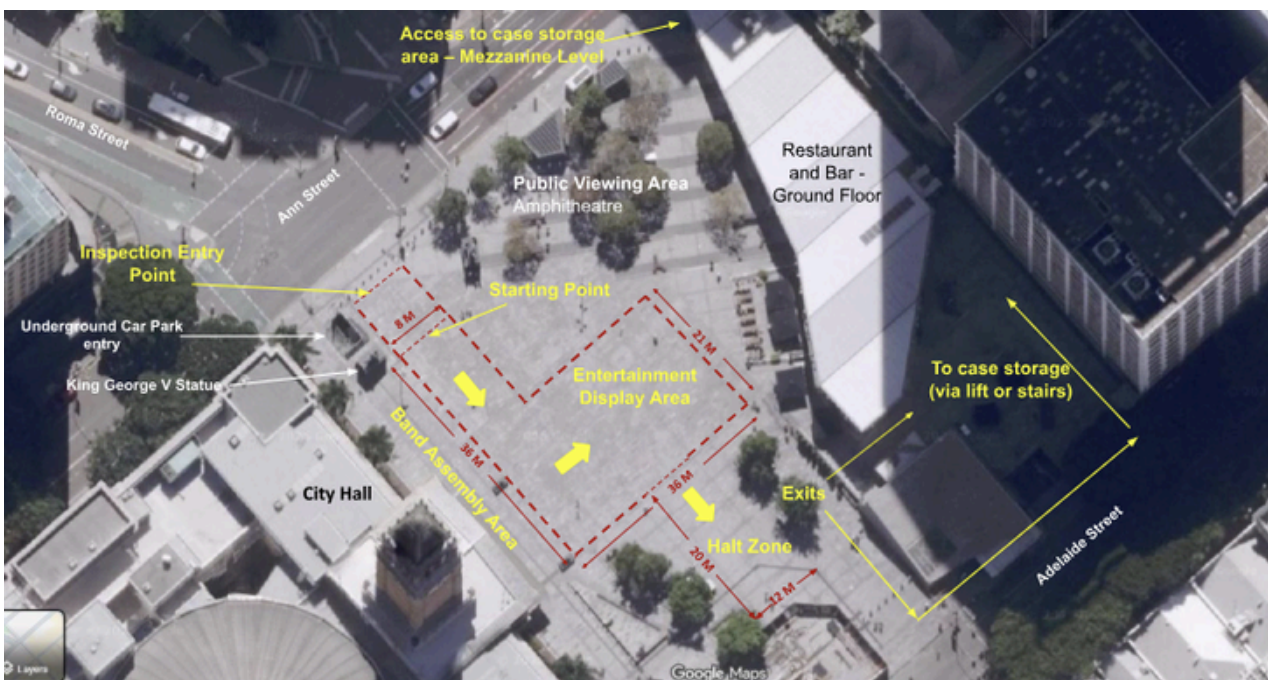 Access to case storage
area – Mezzanine Level
Roma Street
Ann Street
Restaurant
and Bar -
Ground Floor
Public Viewing Area
Amphitheatre
Inspection Entry
Point
Starting Point
8 M
21 M
Underground Car Park
entry
King George V Statue
Entertainment
Display Area
To case storage
(via lift or stairs)
Band Assembly Area
36 M
36 M
City Hall
Exits
Halt Zone
20 M
12 M
Adelaide Street
Layers
Google Maps